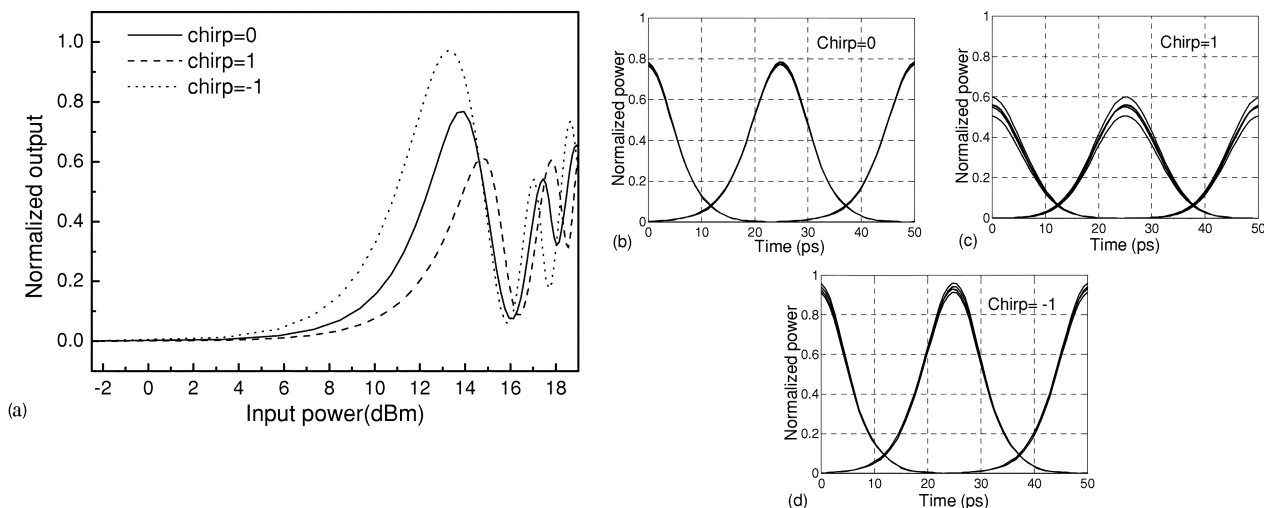 chirp=0
chirp=1
chirp=-1
Normalized output
1.0
0.8
0.6
0.4
0.2
0.0
-2 0 2 4 6 8 10 12 14 16 18
Input power(dBm)
(a)
Chirp=0
Normalized power
1
0.8
0.6
0.4
0.2
0
0 10 20 30 40 50
Time (ps)
(b)
Chirp=1
Normalized power
1
0.8
0.6
0.4
0.2
0
0 10 20 30 40 50
Time (ps)
(c)
Chirp= -1
Normalized power
1
0.8
0.6
0.4
0.2
0
0 10 20 30 40 50
Time (ps)
(d)